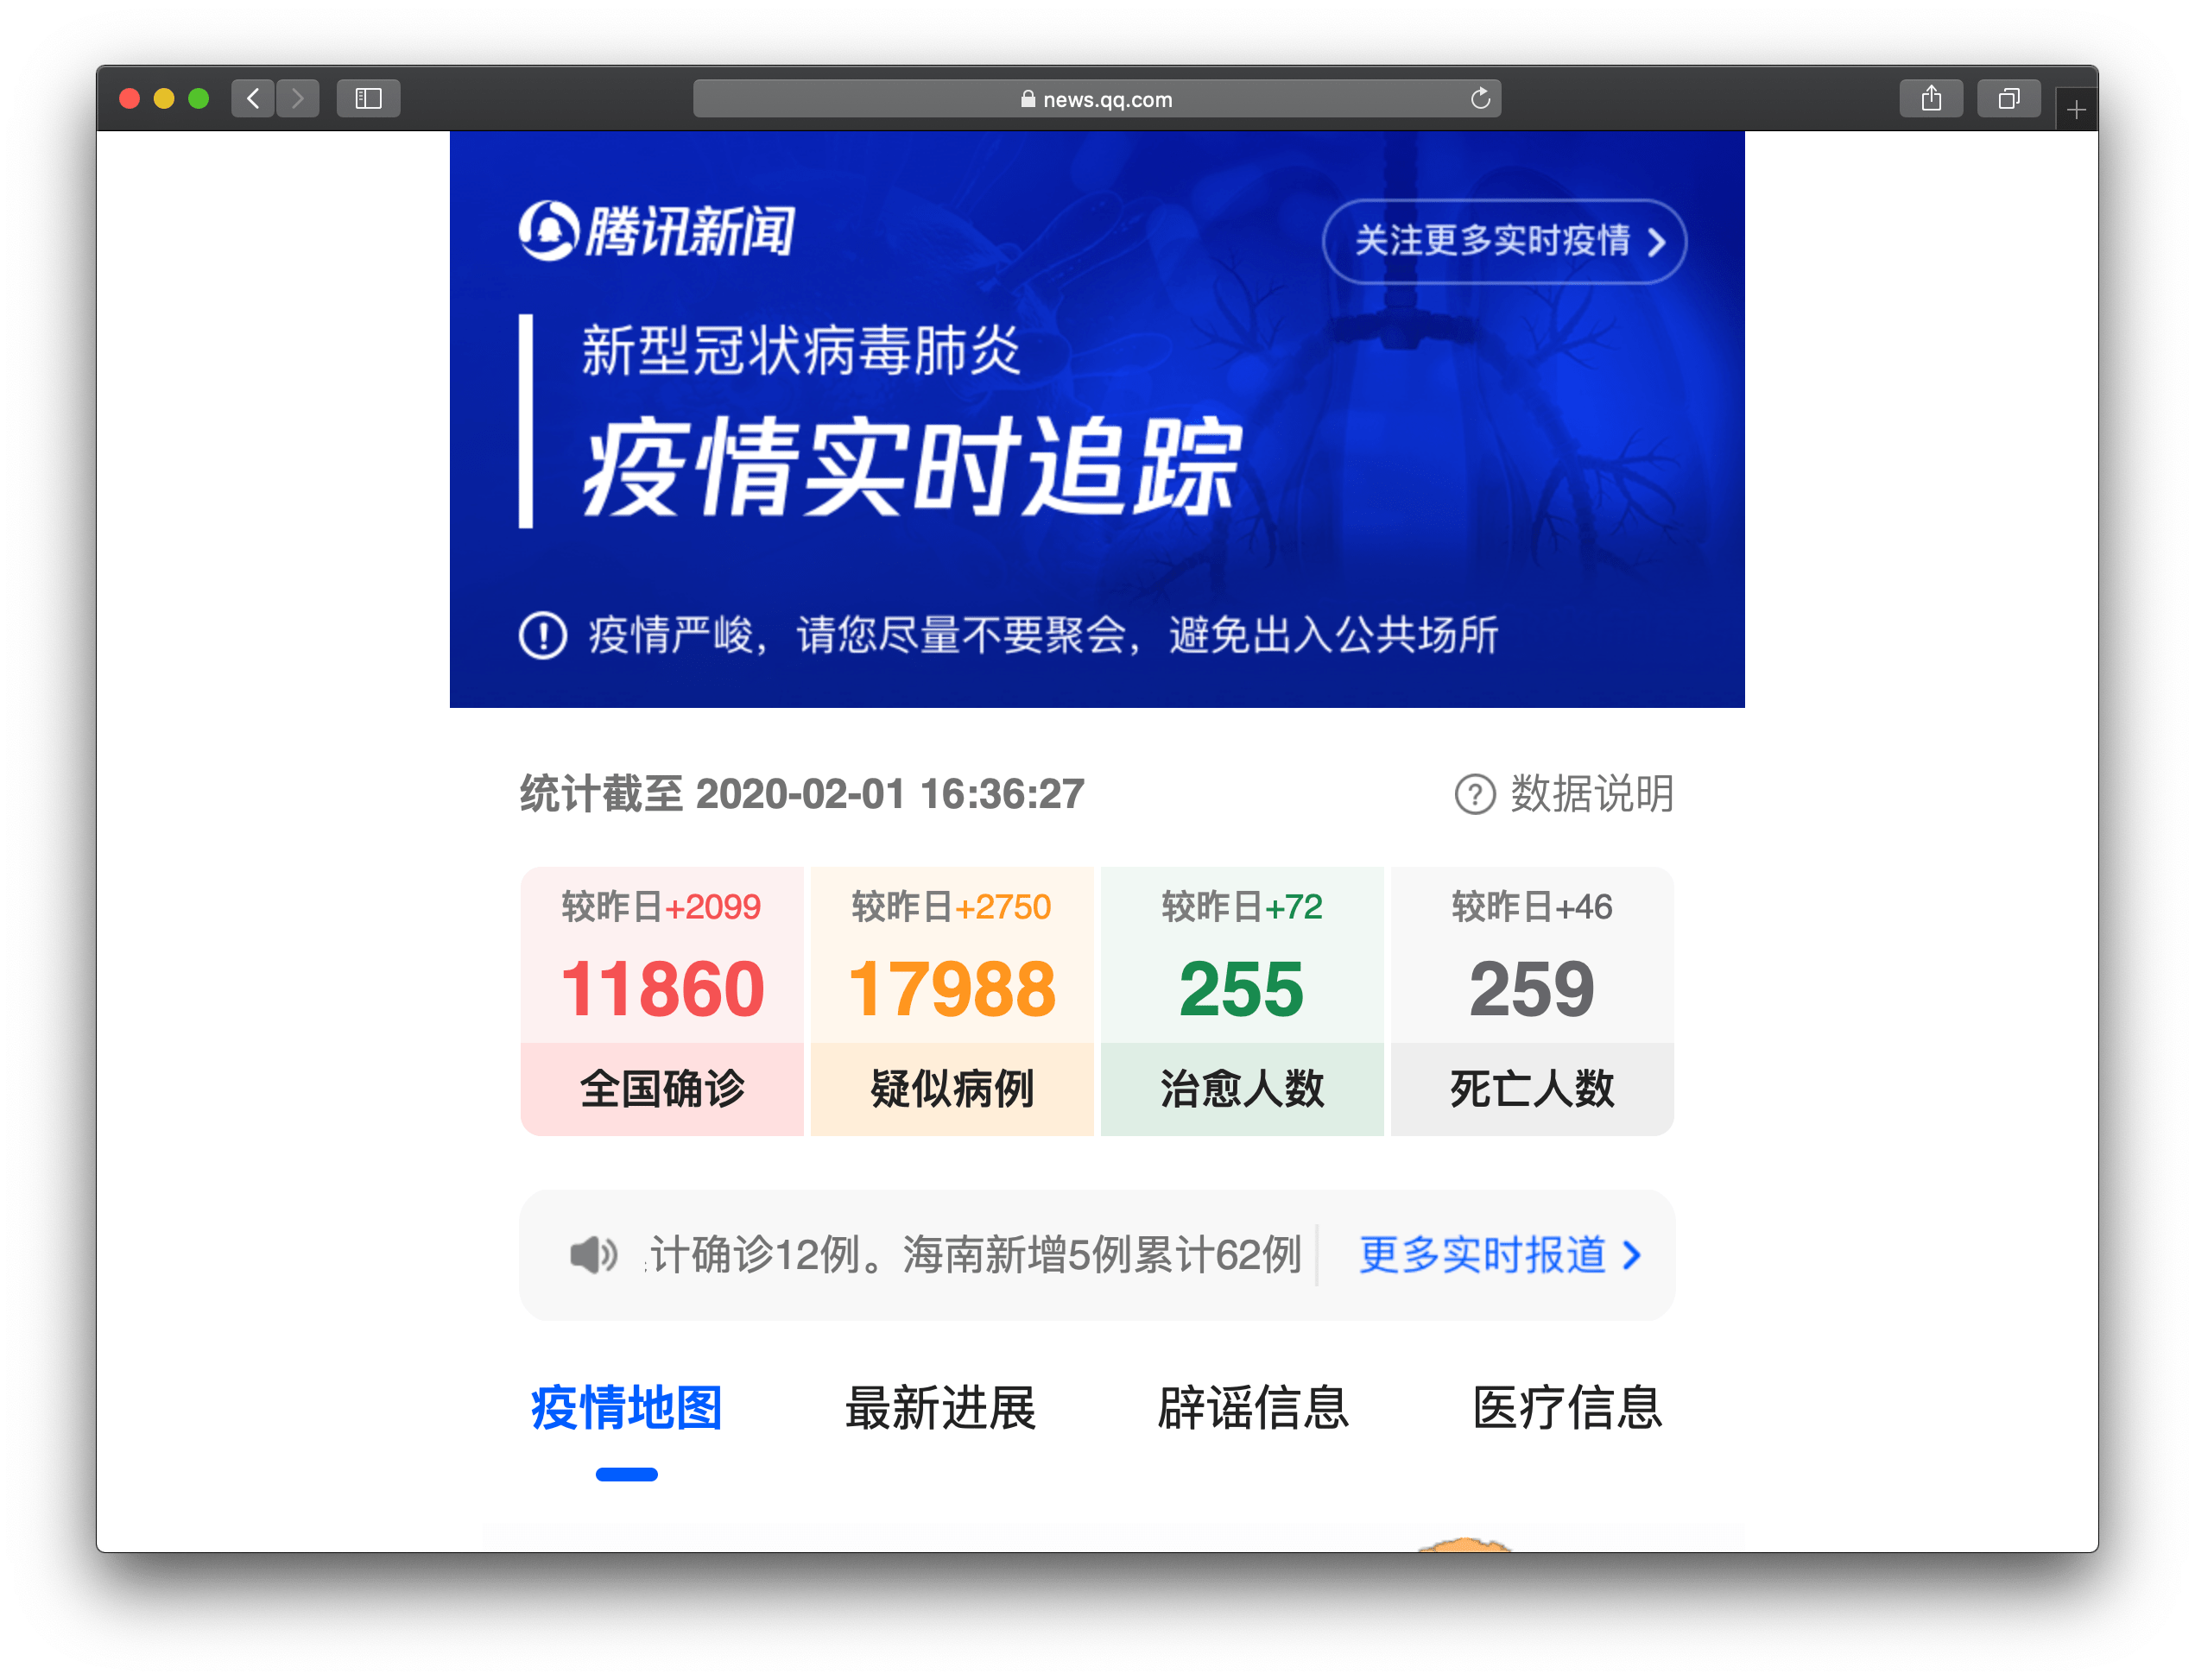 news.qq.com
腾讯新闻
关注更多实时疫情
新型冠状病毒肺炎
疫情实时追踪
疫情严峻，请您尽量不要聚会，避免出入公共场所
统计截至 2020-02-01 16:36:27
数据说明
较昨日+2099
11860
全国确诊
较昨日+2750
17988
疑似病例
较昨日+72
255
治愈人数
较昨日+46
259
死亡人数
计确诊12例。海南新增5例累计62例
更多实时报道
疫情地图
最新进展
辟谣信息
医疗信息